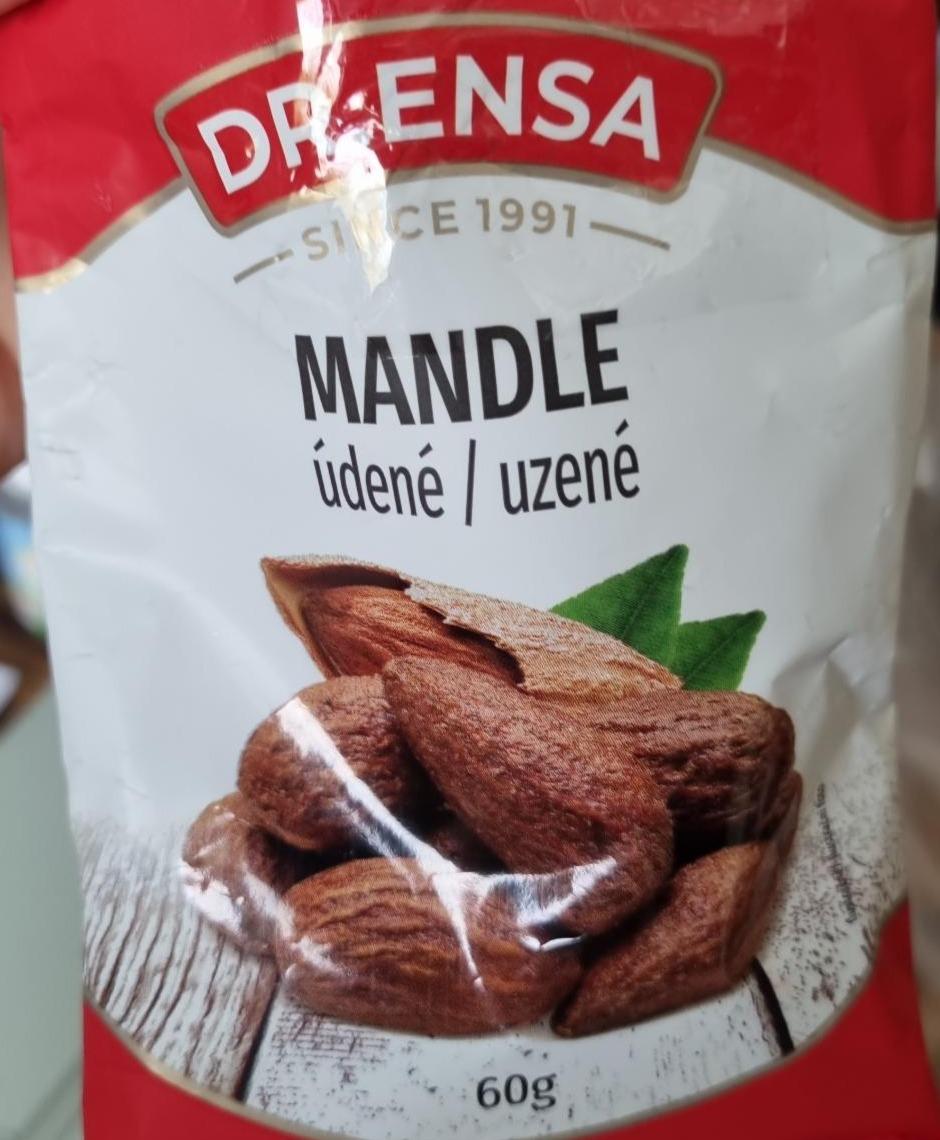 DR ENSA
SINCE 1991
MANDLE
údené / uzené
60g